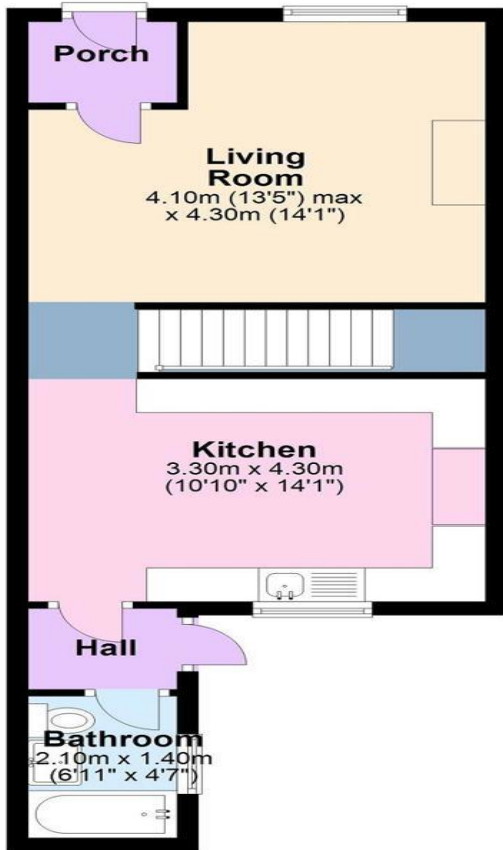 Porch
Living
Room
4.10m (13'5") max
x 4.30m (14'1")
Kitchen
3.30m x 4.30m
(10'10" x 14'1")
Hall
Bathroom
2.10m x 1.40m
(6'11" x 4'7")